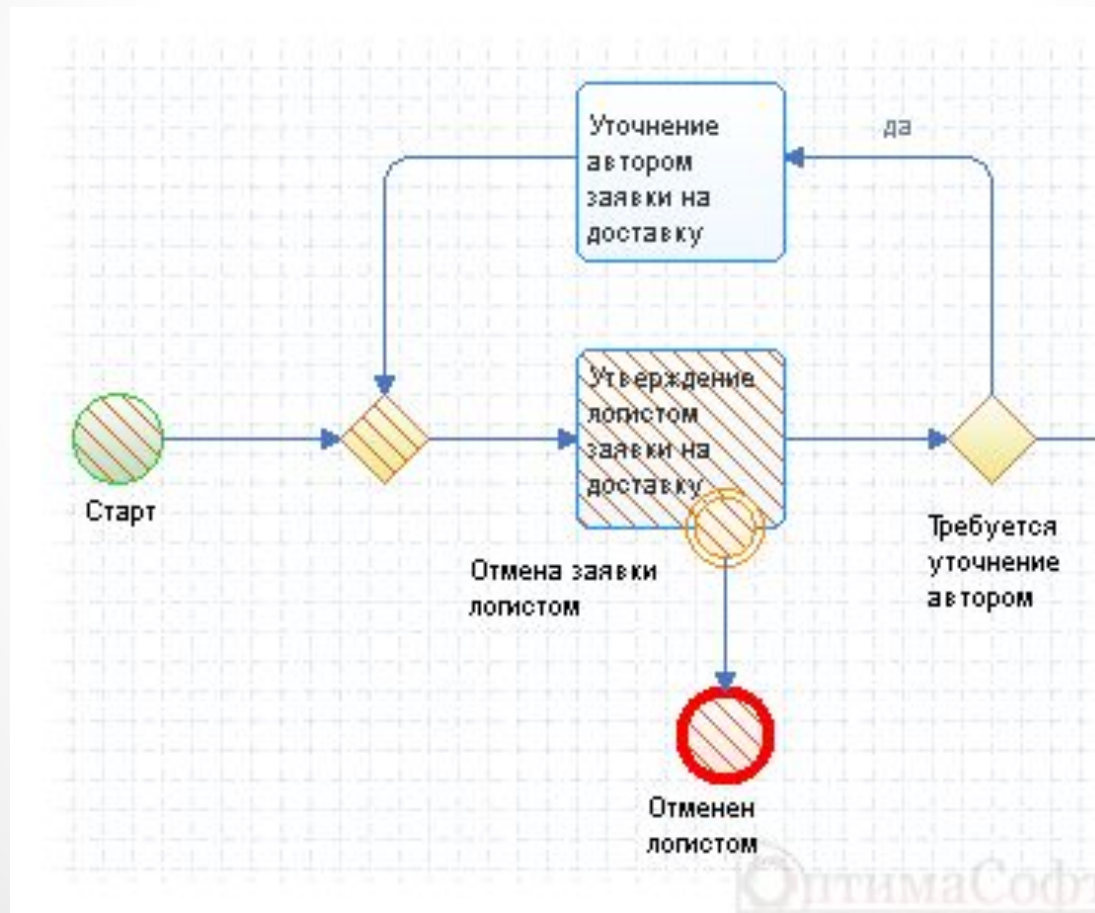 Уточнение
автором
заявки на
доставку
да
Утверждение
логистом
заявки на
доставку
Старт
Отмена заявки
логистом
Требуется
уточнение
автором
Отменен
логистом
ОптимаСофт